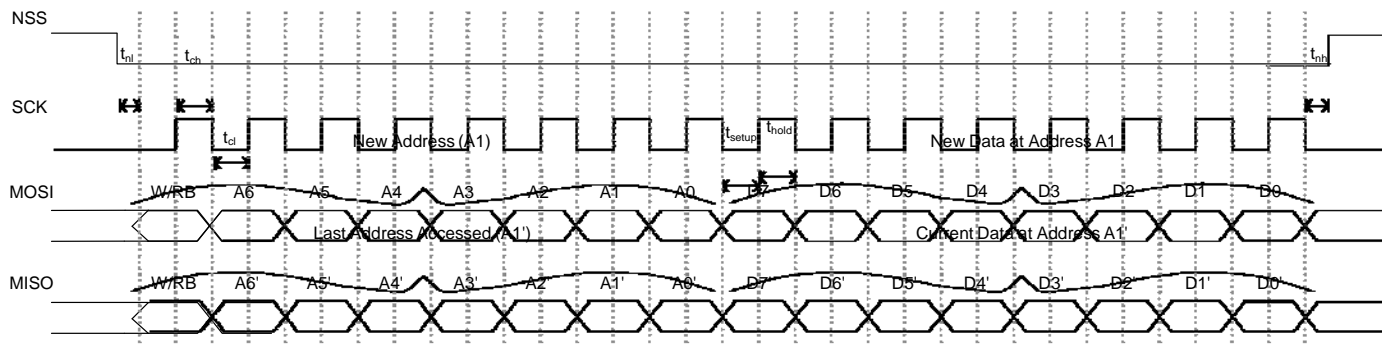 NSS
t_nl t_ch t_nh
SCK
t_cl New Address (A1) t_setup t_hold New Data at Address A1
MOSI W/RB A6 A5 A4 A3 A2 A1 A0 D7 D6 D5 D4 D3 D2 D1 D0
Last Address Accessed (A1') Current Data at Address A1'
MISO W/RB A6' A5' A4' A3' A2' A1' A0' D7' D6' D5' D4' D3' D2' D1' D0'